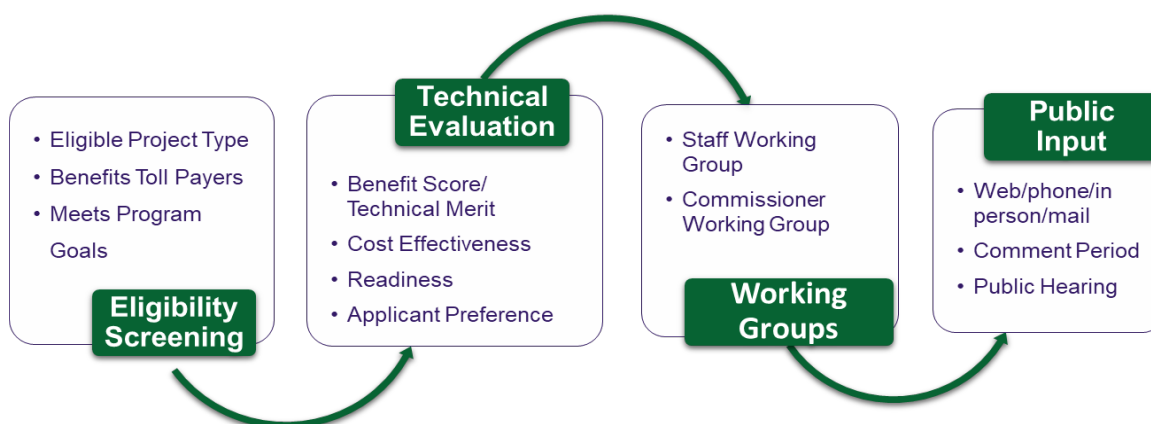 • Eligible Project Type
• Benefits Toll Payers
• Meets Program
Goals
Eligibility
Screening
Technical
Evaluation
• Benefit Score/
Technical Merit
• Cost Effectiveness
• Readiness
• Applicant Preference
• Staff Working
Group
• Commissioner
Working Group
Working
Groups
Public
Input
• Web/phone/in
person/mail
• Comment Period
• Public Hearing